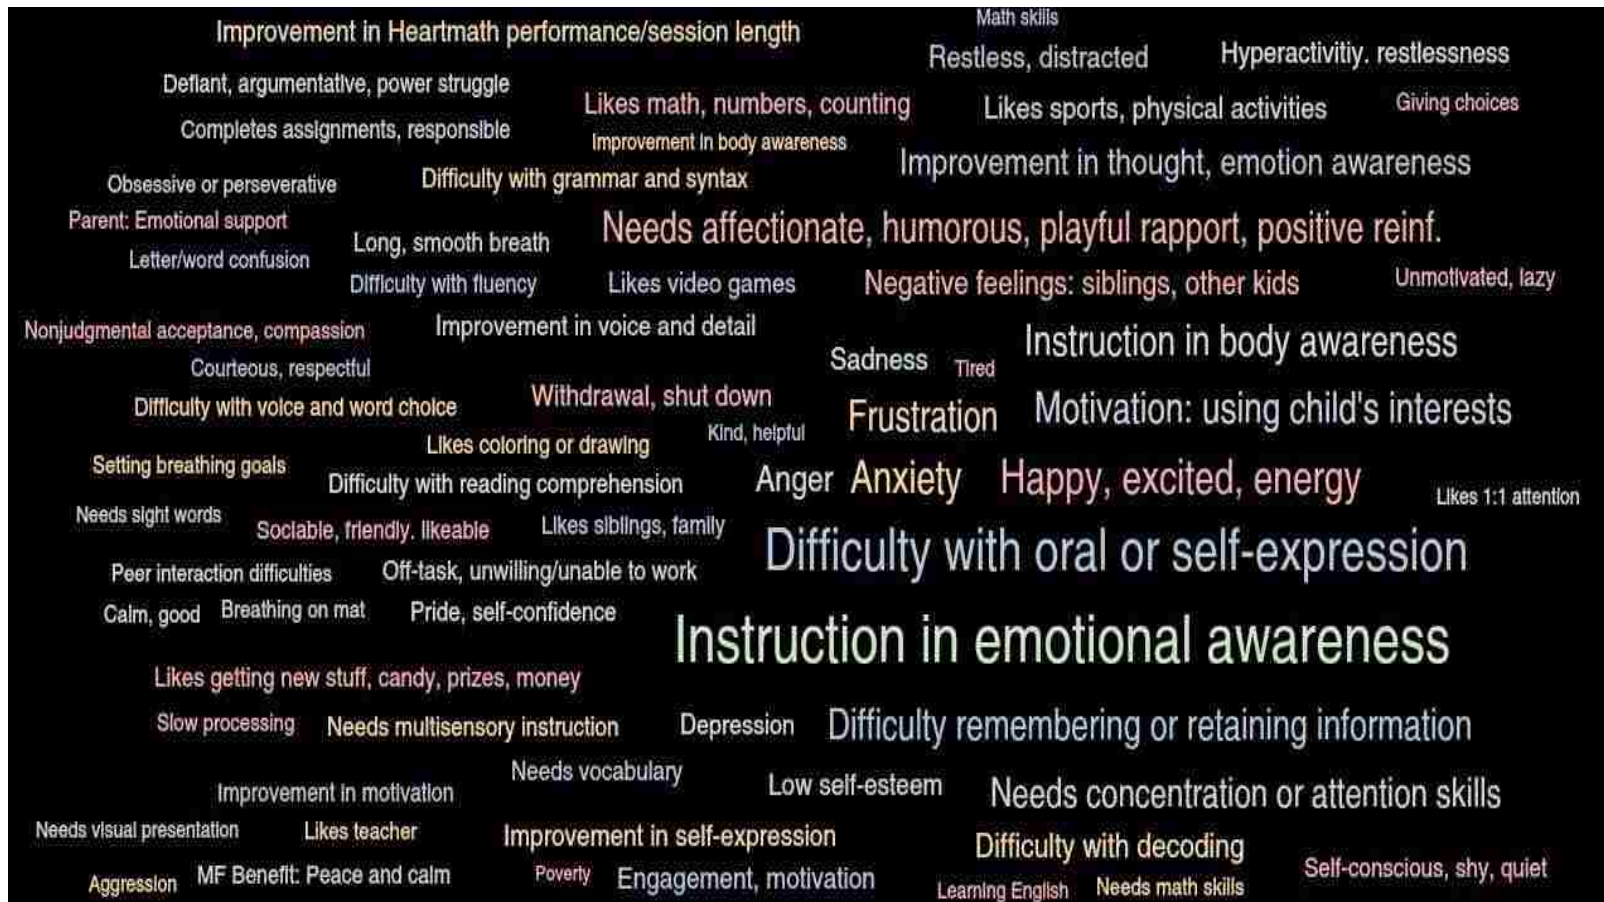 Math skills
Improvement in Heartmath performance/session length
Restless, distracted
Hyperactivitiy. restlessness
Defiant, argumentative, power struggle
Likes math, numbers, counting
Likes sports, physical activities
Giving choices
Completes assignments, responsible
Improvement in body awareness
Improvement in thought, emotion awareness
Obsessive or perseverative
Difficulty with grammar and syntax
Parent: Emotional support
Needs affectionate, humorous, playful rapport, positive reinf.
Long, smooth breath
Letter/word confusion
Difficulty with fluency
Likes video games
Negative feelings: siblings, other kids
Unmotivated, lazy
Nonjudgmental acceptance, compassion
Improvement in voice and detail
Instruction in body awareness
Sadness
Tired
Courteous, respectful
Withdrawal, shut down
Difficulty with voice and word choice
Frustration
Motivation: using child's interests
Kind, helpful
Likes coloring or drawing
Setting breathing goals
Difficulty with reading comprehension
Anger
Anxiety
Happy, excited, energy
Likes 1:1 attention
Needs sight words
Sociable, friendly. likeable
Likes siblings, family
Difficulty with oral or self-expression
Peer interaction difficulties
Off-task, unwilling/unable to work
Calm, good
Breathing on mat
Pride, self-confidence
Instruction in emotional awareness
Likes getting new stuff, candy, prizes, money
Slow processing
Needs multisensory instruction
Depression
Difficulty remembering or retaining information
Needs vocabulary
Improvement in motivation
Low self-esteem
Needs concentration or attention skills
Needs visual presentation
Likes teacher
Improvement in self-expression
Difficulty with decoding
Aggression
MF Benefit: Peace and calm
Poverty
Engagement, motivation
Learning English
Needs math skills
Self-conscious, shy, quiet